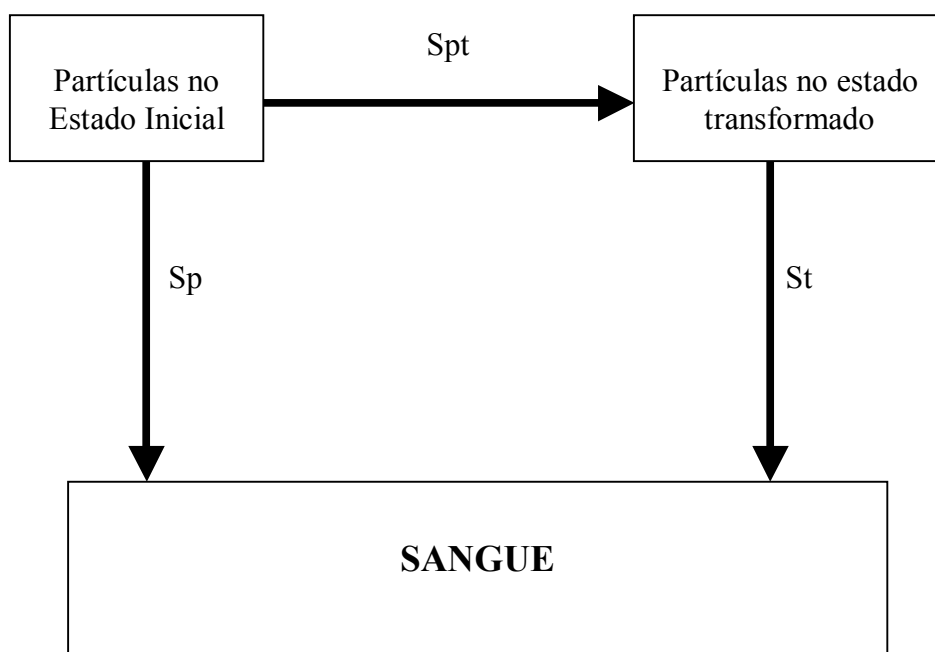 Partículas no
Estado Inicial
Spt
Partículas no estado
transformado
Sp
St
SANGUE